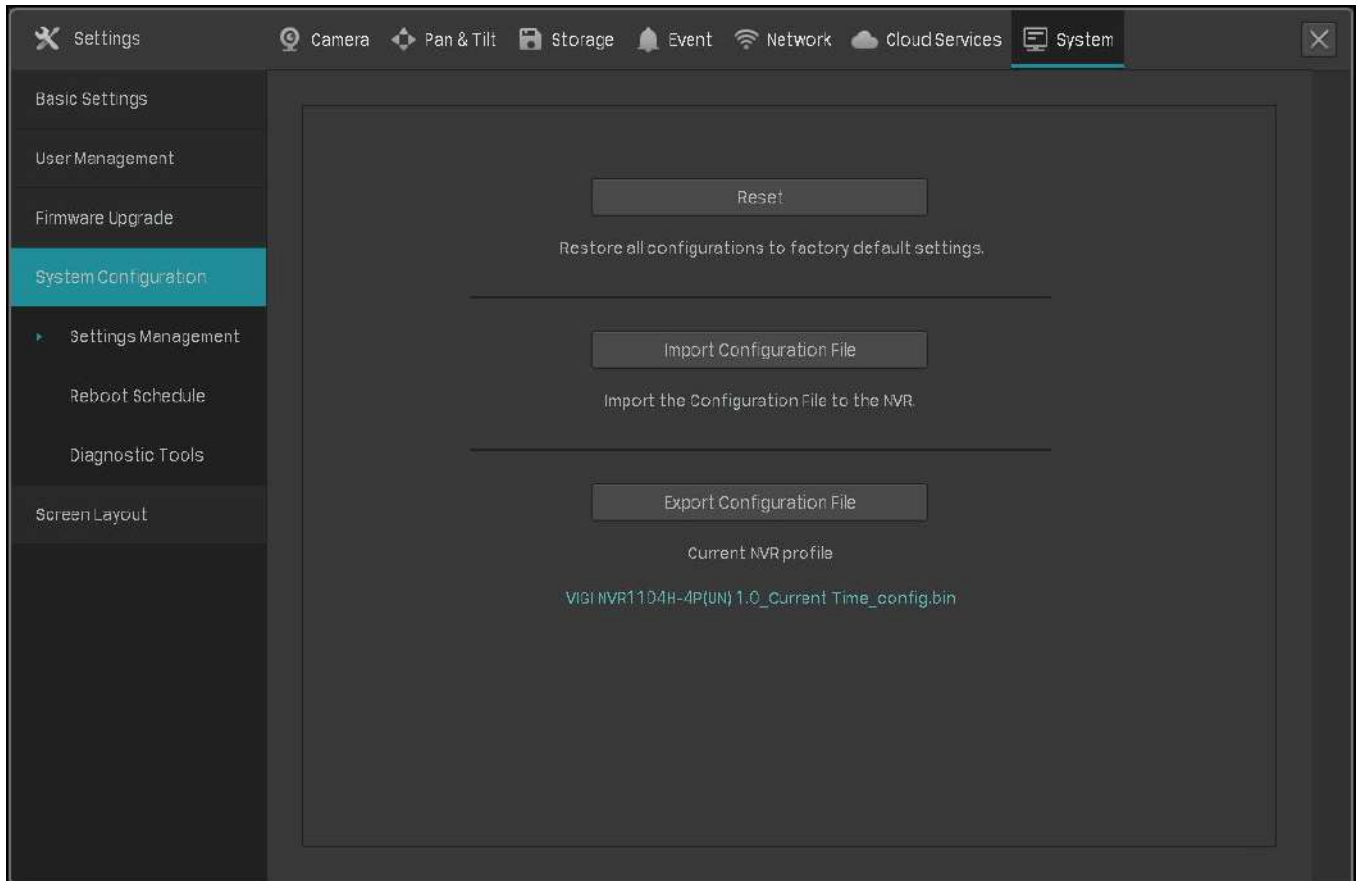 Settings
Camera
Pan & Tilt
Storage
Event
Network
Cloud Services
System
Basic Settings
User Management
Firmware Upgrade
System Configuration
Settings Management
Reboot Schedule
Diagnostic Tools
Screen Layout
Reset
Restore all configurations to factory default settings.
Import Configuration File
Import the Configuration File to the NVR.
Export Configuration File
Current NVR profile
VIGI NVR1104H-4P(UN) 1.0_Current Time_config.bin